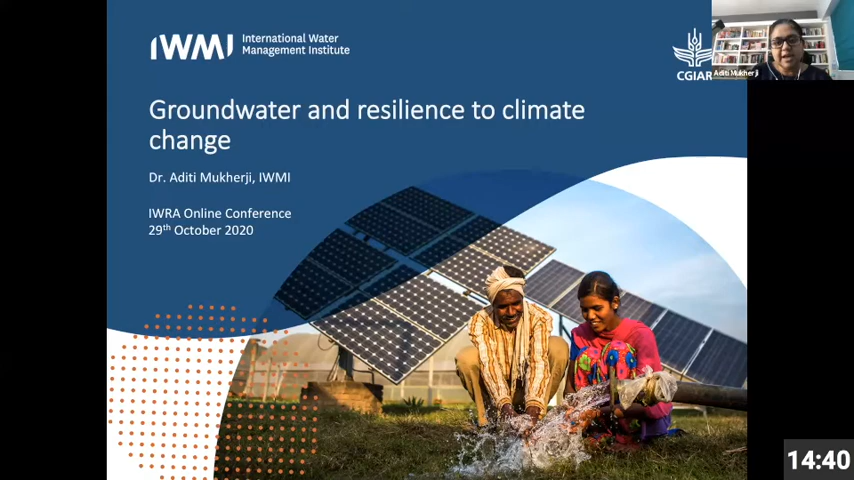 IWMI
International Water
Management Institute
CGIAR
Aditi Mukherji
Groundwater and resilience to climate
change
Dr. Aditi Mukherji, IWMI
IWRA Online Conference
29th October 2020
14:40